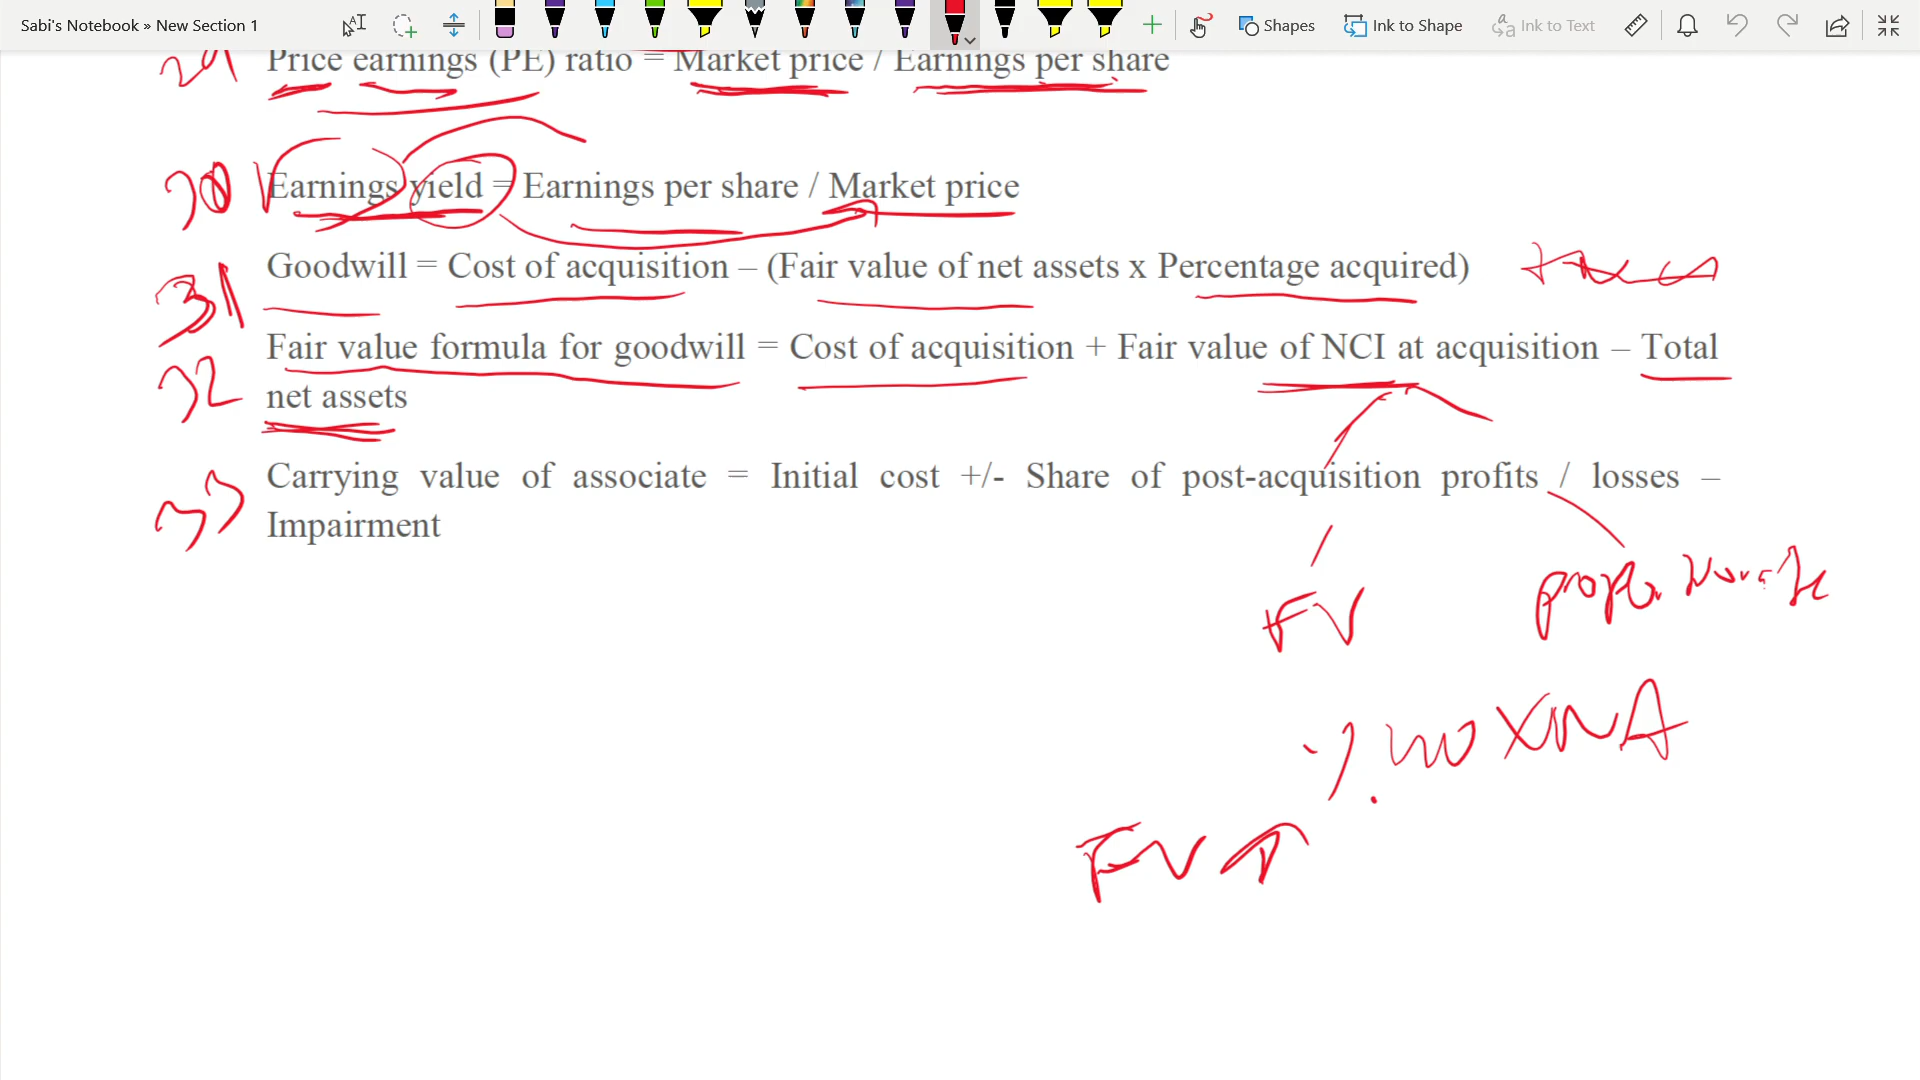 Sabi's Notebook » New Section 1
Shapes
Ink to Shape
Ink to Text
29 Price earnings (PE) ratio = Market price / Earnings per share
30 Earnings yield = Earnings per share / Market price
31 Goodwill = Cost of acquisition – (Fair value of net assets x Percentage acquired)
32 Fair value formula for goodwill = Cost of acquisition + Fair value of NCI at acquisition – Total
net assets
33 Carrying value of associate = Initial cost +/- Share of post-acquisition profits / losses –
Impairment
FV
XNA
FV